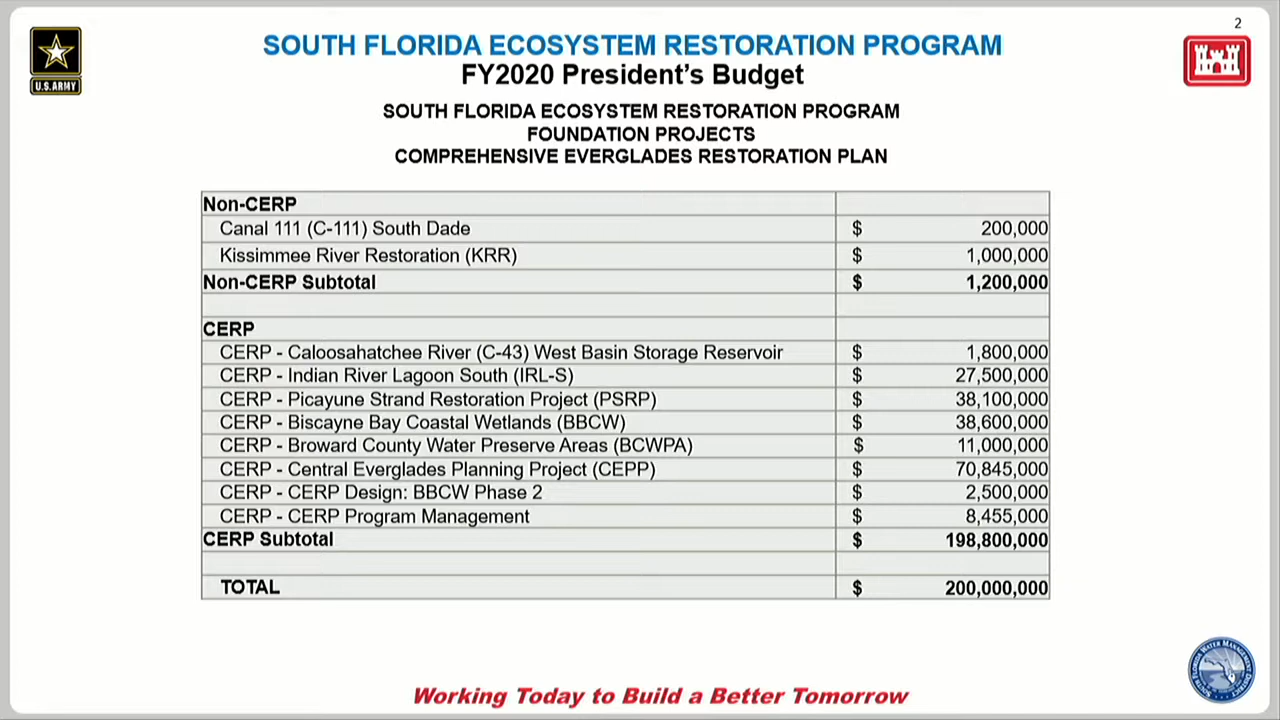 2
SOUTH FLORIDA ECOSYSTEM RESTORATION PROGRAM
FY2020 President's Budget
U.S. ARMY
SOUTH FLORIDA ECOSYSTEM RESTORATION PROGRAM
FOUNDATION PROJECTS
COMPREHENSIVE EVERGLADES RESTORATION PLAN
Non-CERP
Canal 111 (C-111) South Dade $ 200,000
Kissimmee River Restoration (KRR) $ 1,000,000
Non-CERP Subtotal $ 1,200,000
CERP
CERP - Caloosahatchee River (C-43) West Basin Storage Reservoir $ 1,800,000
CERP - Indian River Lagoon South (IRL-S) $ 27,500,000
CERP - Picayune Strand Restoration Project (PSRP) $ 38,100,000
CERP - Biscayne Bay Coastal Wetlands (BBCW) $ 38,600,000
CERP - Broward County Water Preserve Areas (BCWPA) $ 11,000,000
CERP - Central Everglades Planning Project (CEPP) $ 70,845,000
CERP - CERP Design: BBCW Phase 2 $ 2,500,000
CERP - CERP Program Management $ 8,455,000
CERP Subtotal $ 198,800,000
TOTAL $ 200,000,000
Working Today to Build a Better Tomorrow
SOUTH FLORIDA WATER MANAGEMENT DISTRICT